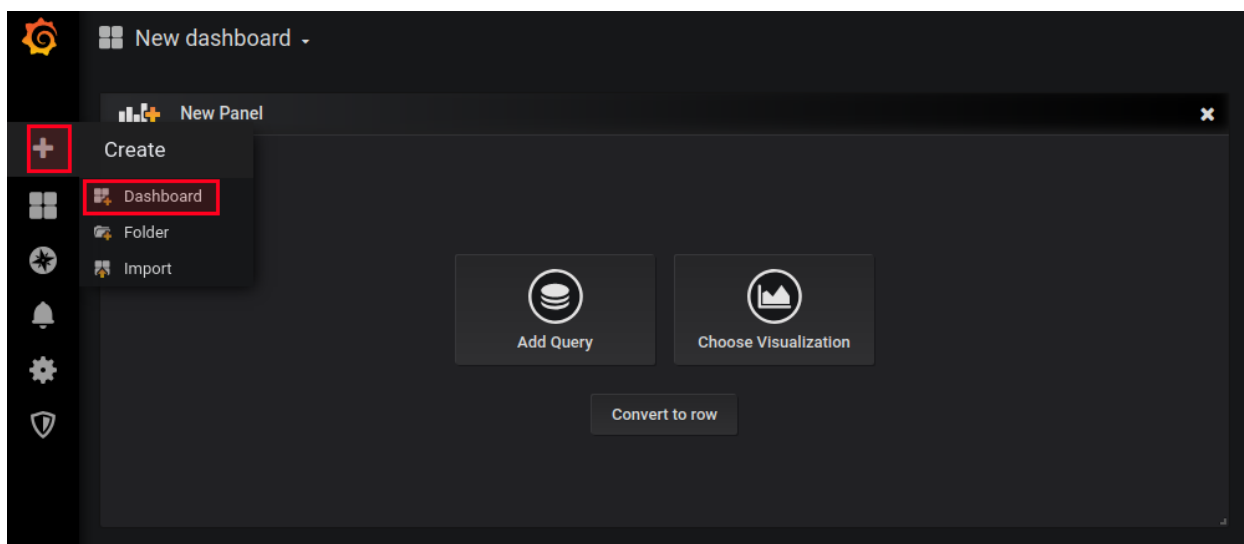 New dashboard
New Panel
Create
Dashboard
Folder
Import
Add Query
Choose Visualization
Convert to row